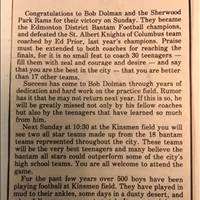 Congratulations to Bob Dolman and the Sherwood
Park Rams for their victory on Sunday. They became
the Edmonton District Bantam Football champions,
and defeated the St. Albert Knights of Columbus team
coached by Ed Prior, last year's champions. Praise
must be extended to both coaches for reaching the
finals, for it is no small feat to coach 30 teenagers —
fill them with zeal and courage and desire — and say
that you are the best in the city — that you are better
than 17 other teams.
Success has come to Bob Dolman through years of
dedication and hard work on the practice field. Rumor
has it that he may not return next year. If this is so, he
will be greatly missed not only by his fellow coaches
but also by the teenagers that have learned so much
from him.
Next Sunday at 10:30 at the Kinsmen field you
will see two all star teams made up from the 18 bantam
teams represented throughout the city. These teams
will be the very best teenagers and many believe the
bantam all stars could outperform some of the city's
high school teams. You are all welcome to attend the
game.
For the past few years over 500 boys have been
playing football at Kinsmen field. They have played in
mud to their ankles, some days in a dusty desert, and